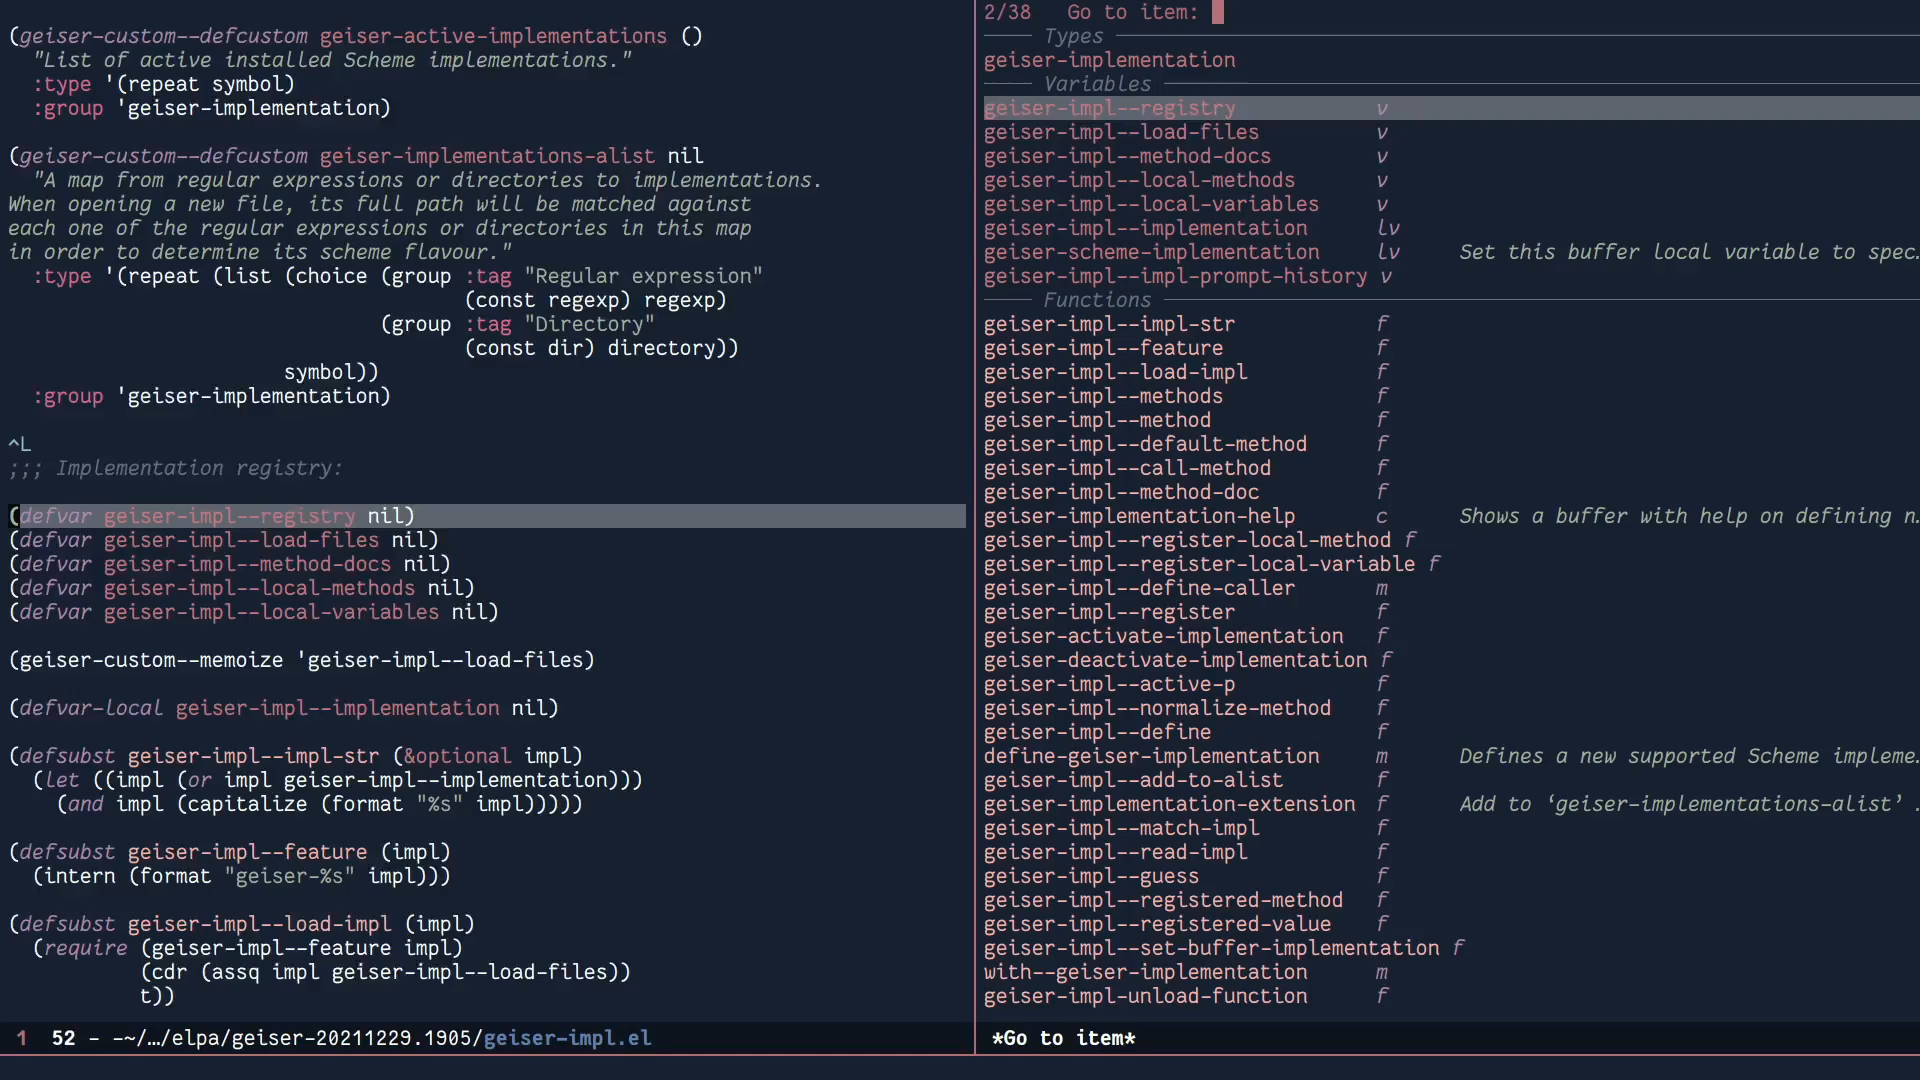 (geiser-custom--defcustom geiser-active-implementations ()
  "List of active installed Scheme implementations."
  :type '(repeat symbol)
  :group 'geiser-implementation)
(geiser-custom--defcustom geiser-implementations-alist nil
  "A map from regular expressions or directories to implementations.
When opening a new file, its full path will be matched against
each one of the regular expressions or directories in this map
in order to determine its scheme flavour."
  :type '(repeat (list (choice (group :tag "Regular expression"
                                      (const regexp) regexp)
                               (group :tag "Directory"
                                      (const dir) directory))
                       symbol))
  :group 'geiser-implementation)
^L
;;; Implementation registry:
(defvar geiser-impl--registry nil)
(defvar geiser-impl--load-files nil)
(defvar geiser-impl--method-docs nil)
(defvar geiser-impl--local-methods nil)
(defvar geiser-impl--local-variables nil)
(geiser-custom--memoize 'geiser-impl--load-files)
(defvar-local geiser-impl--implementation nil)
(defsubst geiser-impl--impl-str (&optional impl)
  (let ((impl (or impl geiser-impl--implementation)))
    (and impl (capitalize (format "%s" impl)))))
(defsubst geiser-impl--feature (impl)
  (intern (format "geiser-%s" impl)))
(defsubst geiser-impl--load-impl (impl)
  (require (geiser-impl--feature impl)
           (cdr (assq impl geiser-impl--load-files))
           t))
1 52 - -~/…/elpa/geiser-20211229.1905/geiser-impl.el
2/38 Go to item:
Types
geiser-implementation
Variables
geiser-impl--registry v
geiser-impl--load-files v
geiser-impl--method-docs v
geiser-impl--local-methods v
geiser-impl--local-variables v
geiser-impl--implementation lv
geiser-scheme-implementation lv Set this buffer local variable to spec…
geiser-impl--impl-prompt-history v
Functions
geiser-impl--impl-str f
geiser-impl--feature f
geiser-impl--load-impl f
geiser-impl--methods f
geiser-impl--method f
geiser-impl--default-method f
geiser-impl--call-method f
geiser-impl--method-doc f
geiser-implementation-help c Shows a buffer with help on defining n…
geiser-impl--register-local-method f
geiser-impl--register-local-variable f
geiser-impl--define-caller m
geiser-impl--register f
geiser-activate-implementation f
geiser-deactivate-implementation f
geiser-impl--active-p f
geiser-impl--normalize-method f
geiser-impl--define f
define-geiser-implementation m Defines a new supported Scheme impleme…
geiser-impl--add-to-alist f
geiser-implementation-extension f Add to ‘geiser-implementations-alist’ …
geiser-impl--match-impl f
geiser-impl--read-impl f
geiser-impl--guess f
geiser-impl--registered-method f
geiser-impl--registered-value f
geiser-impl--set-buffer-implementation f
with--geiser-implementation m
geiser-impl-unload-function f
*Go to item*